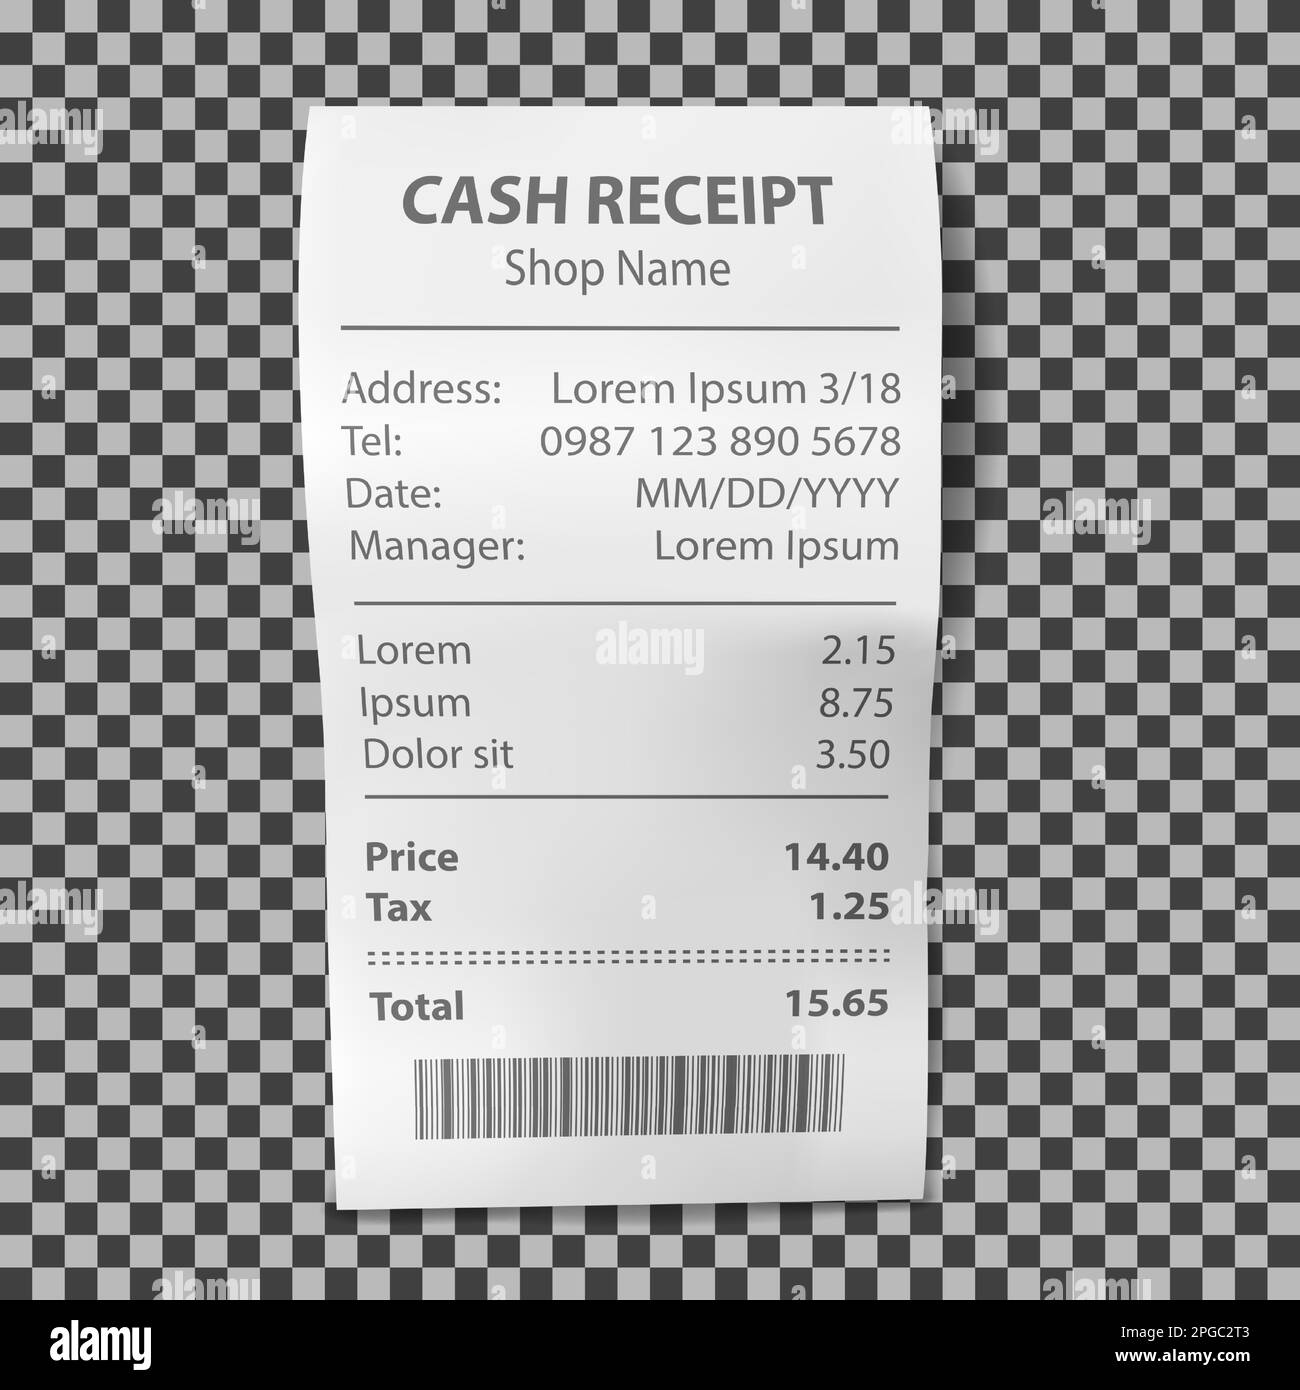 CASH RECEIPT
Shop Name
Address: Lorem Ipsum 3/18
Tel: 0987 123 890 5678
Date: MM/DD/YYYY
Manager: Lorem Ipsum
Lorem 2.15
Ipsum 8.75
Dolor sit 3.50
Price 14.40
Tax 1.25
Total 15.65
alamy
Image ID: 2PGC2T3
www.alamy.com